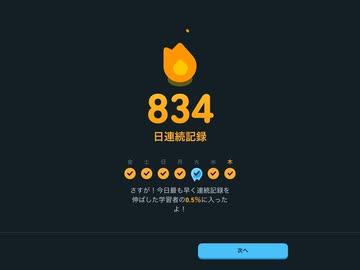 834
日連続記録
金 土 日 月 火 水 木
さすが！今日最も早く連続記録を
伸ばした学習者の0.5%に入った
よ！
次へ